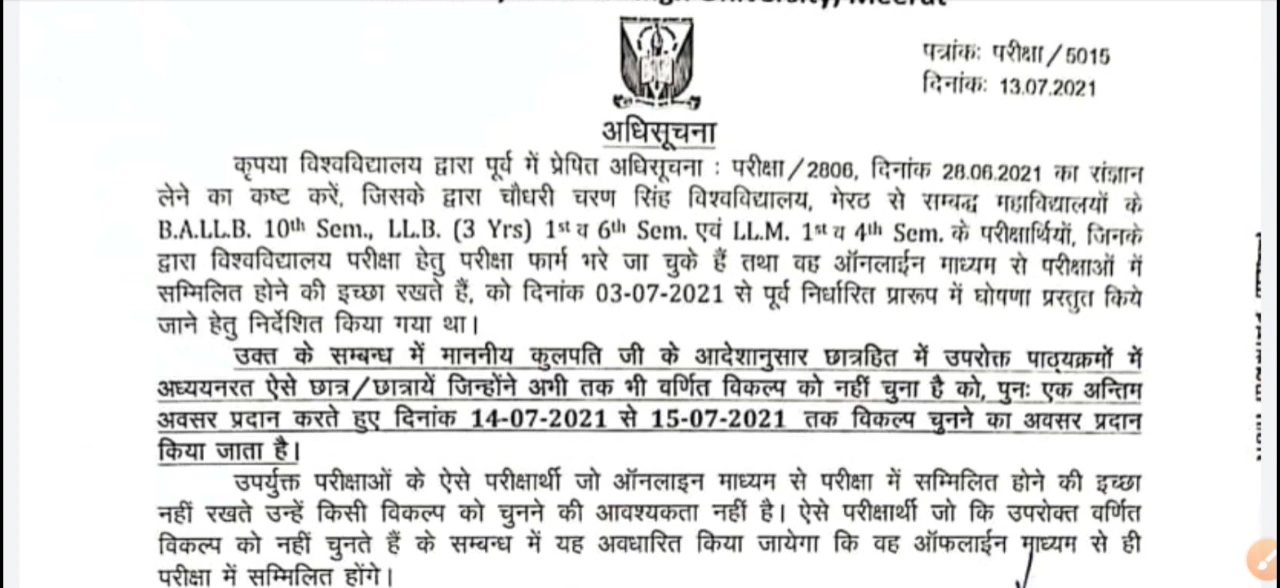 University, Meerut
पत्रांकः परीक्षा/5015
दिनांकः 13.07.2021
अधिसूचना
कृपया विश्वविद्यालय द्वारा पूर्व में प्रेषित अधिसूचना : परीक्षा/2806, दिनांक 28.06.2021 का संज्ञान
लेने का कष्ट करें, जिसके द्वारा चौधरी चरण सिंह विश्वविद्यालय, मेरठ से सम्बद्ध महाविद्यालयों के
B.A.LL.B. 10th Sem., LL.B. (3 Yrs) 1st व 6th Sem. एवं LL.M. 1st व 4th Sem. के परीक्षार्थियों, जिनके
द्वारा विश्वविद्यालय परीक्षा हेतु परीक्षा फार्म भरे जा चुके हैं तथा वह ऑनलाईन माध्यम से परीक्षाओं में
सम्मिलित होने की इच्छा रखते हैं, को दिनांक 03-07-2021 से पूर्व निर्धारित प्रारूप में घोषणा प्रस्तुत किये
जाने हेतु निर्देशित किया गया था।
उक्त के सम्बन्ध में माननीय कुलपति जी के आदेशानुसार छात्रहित में उपरोक्त पाठ्यक्रमों में
अध्ययनरत ऐसे छात्र/छात्रायें जिन्होंने अभी तक भी वर्णित विकल्प को नहीं चुना है को, पुनः एक अन्तिम
अवसर प्रदान करते हुए दिनांक 14-07-2021 से 15-07-2021 तक विकल्प चुनने का अवसर प्रदान
किया जाता है।
उपर्युक्त परीक्षाओं के ऐसे परीक्षार्थी जो ऑनलाइन माध्यम से परीक्षा में सम्मिलित होने की इच्छा
नहीं रखते उन्हें किसी विकल्प को चुनने की आवश्यकता नहीं है। ऐसे परीक्षार्थी जो कि उपरोक्त वर्णित
विकल्प को नहीं चुनते हैं के सम्बन्ध में यह अवधारित किया जायेगा कि वह ऑफलाईन माध्यम से ही
परीक्षा में सम्मिलित होंगे।